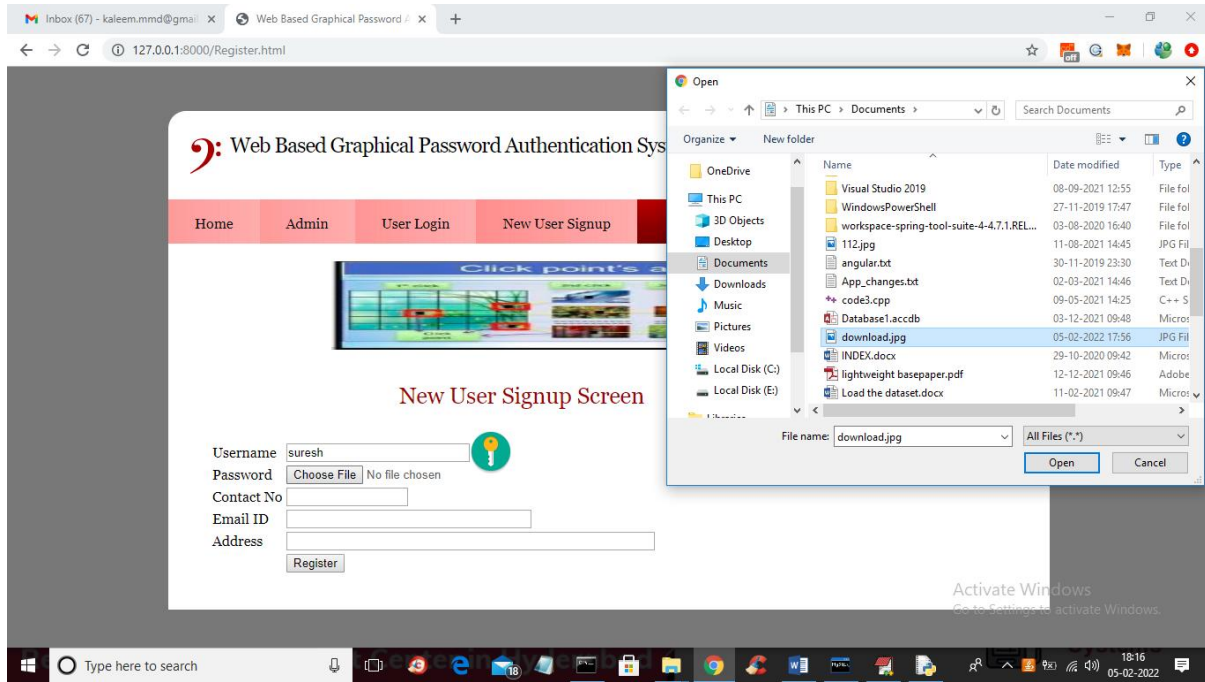 Inbox (67) - kaleem.mmd@gmail
Web Based Graphical Password A
127.0.0.1:8000/Register.html
off
Open
This PC > Documents >
Search Documents
Organize
New folder
OneDrive
This PC
3D Objects
Desktop
Documents
Downloads
Music
Pictures
Videos
Local Disk (C:)
Local Disk (E:)
Name Date modified Type
Visual Studio 2019 08-09-2021 12:55 File fol
WindowsPowerShell 27-11-2019 17:47 File fol
workspace-spring-tool-suite-4-4.7.1.REL... 03-08-2020 16:40 File fol
112.jpg 11-08-2021 14:45 JPG Fil
angular.txt 30-11-2019 23:30 Text Do
App_changes.txt 02-03-2021 14:46 Text Do
code3.cpp 09-05-2021 14:25 C++ S
Database1.accdb 03-12-2021 09:48 Micros
download.jpg 05-02-2022 17:56 JPG Fil
INDEX.docx 29-10-2020 09:42 Micros
lightweight basepaper.pdf 12-12-2021 09:46 Adobe
Load the dataset.docx 11-02-2021 09:47 Micros
File name: download.jpg All Files (*.*)
Open Cancel
Web Based Graphical Password Authentication Sys
Home Admin User Login New User Signup
Click point's a
New User Signup Screen
Username suresh
Password Choose File No file chosen
Contact No
Email ID
Address
Register
Activate Windows
Go to Settings to activate Windows.
Type here to search
18
18:16
05-02-2022